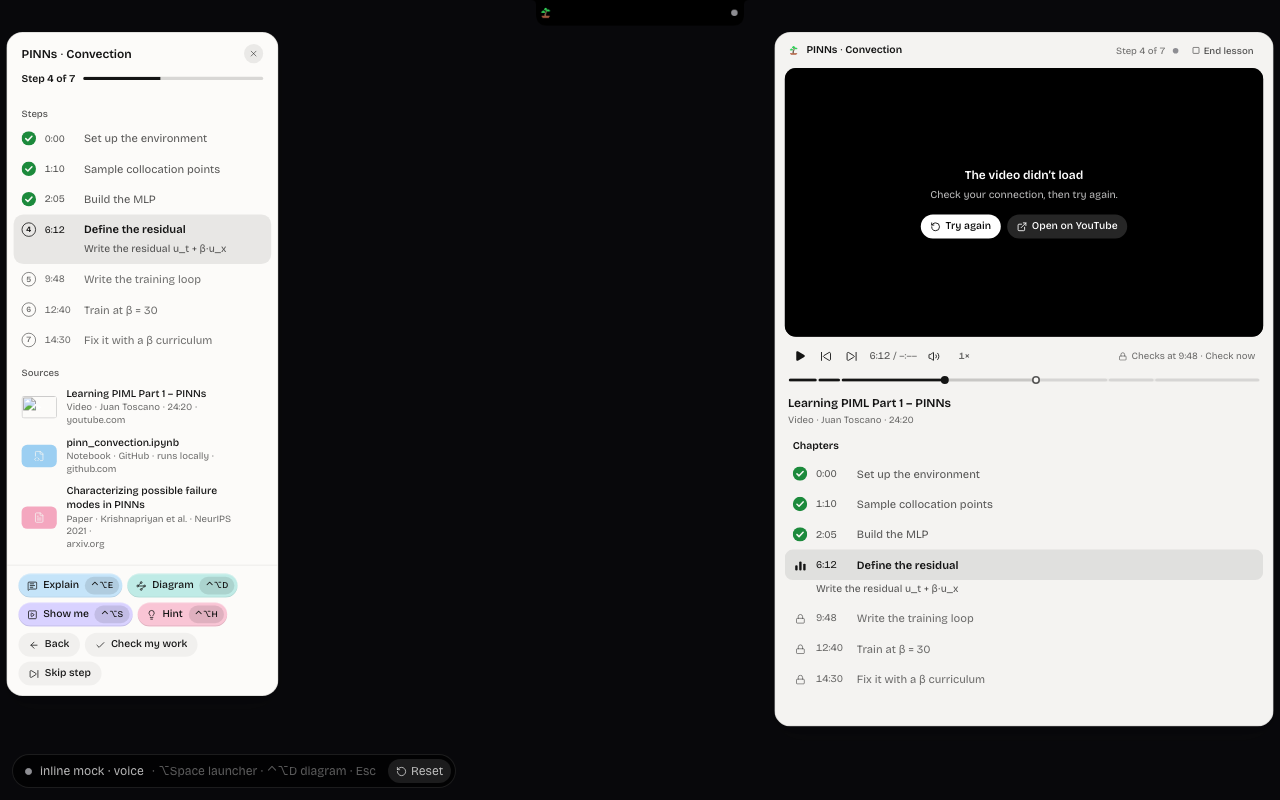 PINNs · Convection
Step 4 of 7
Steps
0:00 Set up the environment
1:10 Sample collocation points
2:05 Build the MLP
4 6:12 Define the residual
Write the residual u_t + β·u_x
5 9:48 Write the training loop
6 12:40 Train at β = 30
7 14:30 Fix it with a β curriculum
Sources
Learning PIML Part 1 – PINNs
Video · Juan Toscano · 24:20 ·
youtube.com
pinn_convection.ipynb
Notebook · GitHub · runs locally ·
github.com
Characterizing possible failure
modes in PINNs
Paper · Krishnapriyan et al. · NeurIPS
2021 ·
arxiv.org
Explain ^⌥E Diagram ^⌥D
Show me ^⌥S Hint ^⌥H
Back Check my work
Skip step
inline mock · voice · ⌥Space launcher · ^⌥D diagram · Esc Reset
PINNs · Convection Step 4 of 7 End lesson
The video didn't load
Check your connection, then try again.
Try again Open on YouTube
6:12 / –:–– 1× Checks at 9:48 · Check now
Learning PIML Part 1 – PINNs
Video · Juan Toscano · 24:20
Chapters
0:00 Set up the environment
1:10 Sample collocation points
2:05 Build the MLP
6:12 Define the residual
Write the residual u_t + β·u_x
9:48 Write the training loop
12:40 Train at β = 30
14:30 Fix it with a β curriculum